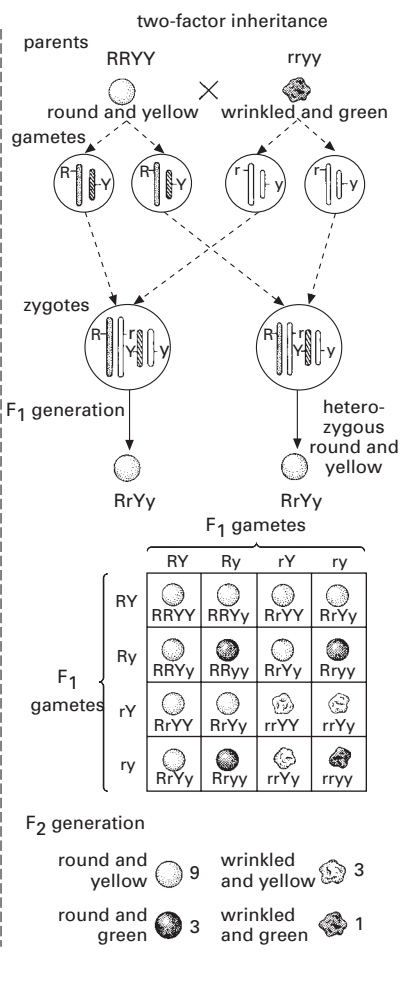 two-factor inheritance
parents
RRYY
rryy
round and yellow
wrinkled and green
gametes
R Y R Y r y r y
zygotes
R r Y y R r Y y
F1 generation
hetero-
zygous
round and
yellow
RrYy RrYy
F1 gametes
RY Ry rY ry
RY
RRYY RRYy RrYY RrYy
Ry
RRYy RRyy RrYy Rryy
F1
gametes
rY
RrYY RrYy rrYY rrYy
ry
RrYy Rryy rrYy rryy
F2 generation
round and
yellow 9
wrinkled
and yellow 3
round and
green 3
wrinkled
and green 1